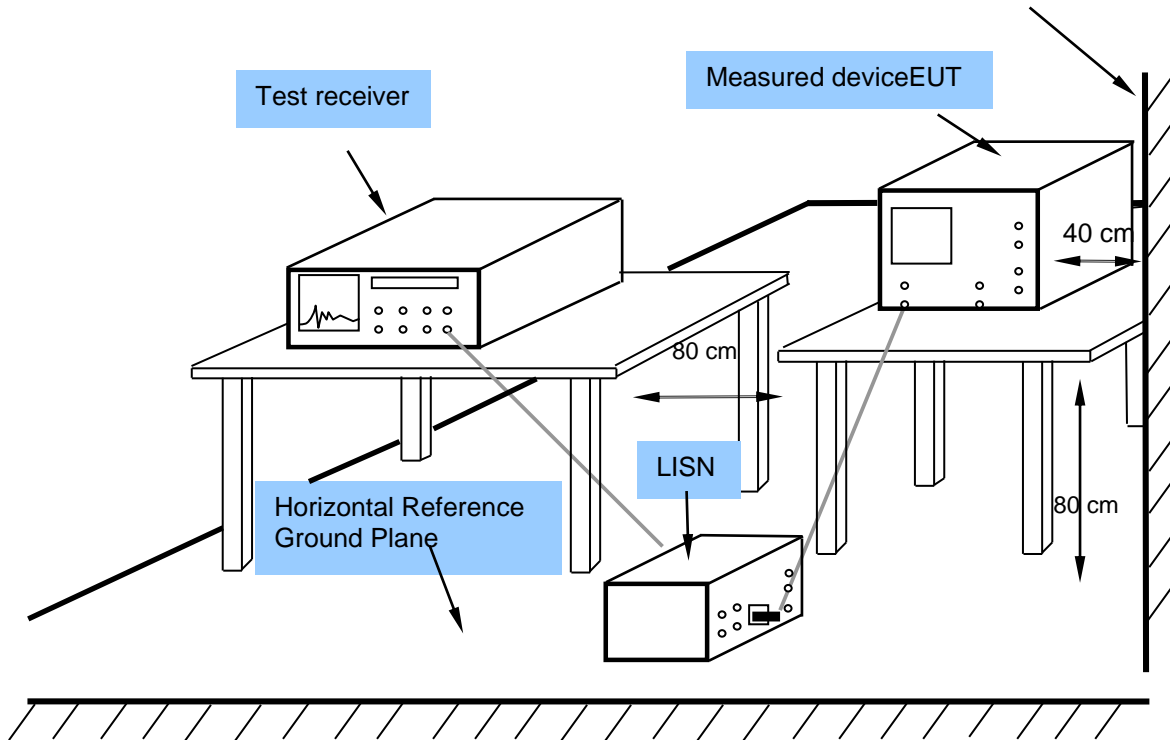 Measured deviceEUT
Test receiver
40 cm
80 cm
LISN
Horizontal Reference
Ground Plane
80 cm